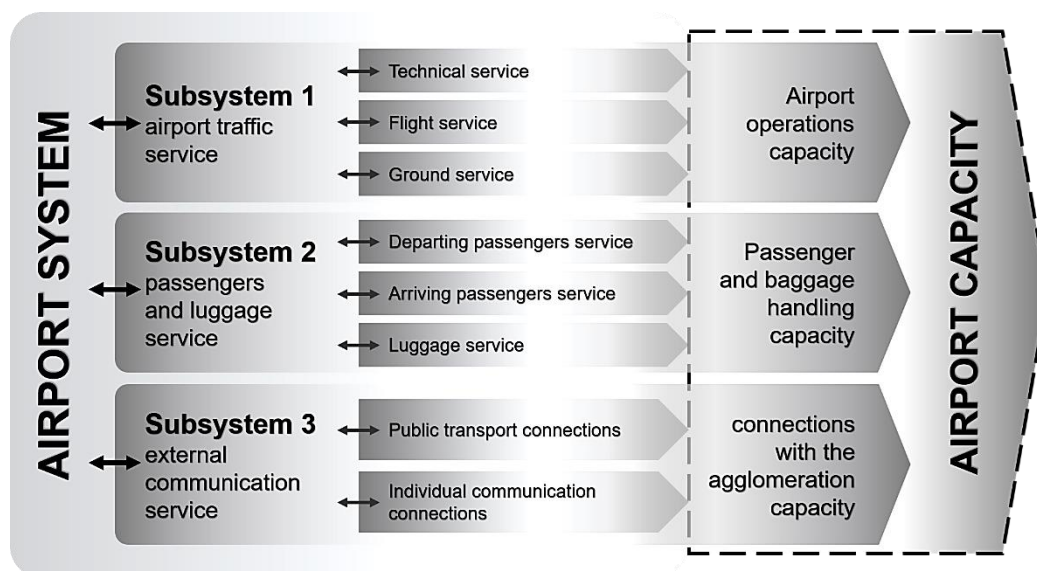 AIRPORT SYSTEM
Subsystem 1
airport traffic
service
Technical service
Flight service
Ground service
Airport
operations
capacity
Subsystem 2
passengers
and luggage
service
Departing passengers service
Arriving passengers service
Luggage service
Passenger
and baggage
handling
capacity
Subsystem 3
external
communication
service
Public transport connections
Individual communication
connections
connections
with the
agglomeration
capacity
AIRPORT CAPACITY